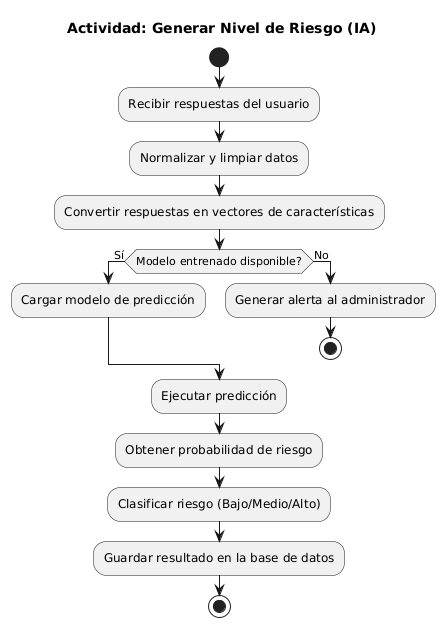 Actividad: Generar Nivel de Riesgo (IA)
Recibir respuestas del usuario
Normalizar y limpiar datos
Convertir respuestas en vectores de características
Modelo entrenado disponible?
Sí
No
Cargar modelo de predicción
Generar alerta al administrador
Ejecutar predicción
Obtener probabilidad de riesgo
Clasificar riesgo (Bajo/Medio/Alto)
Guardar resultado en la base de datos